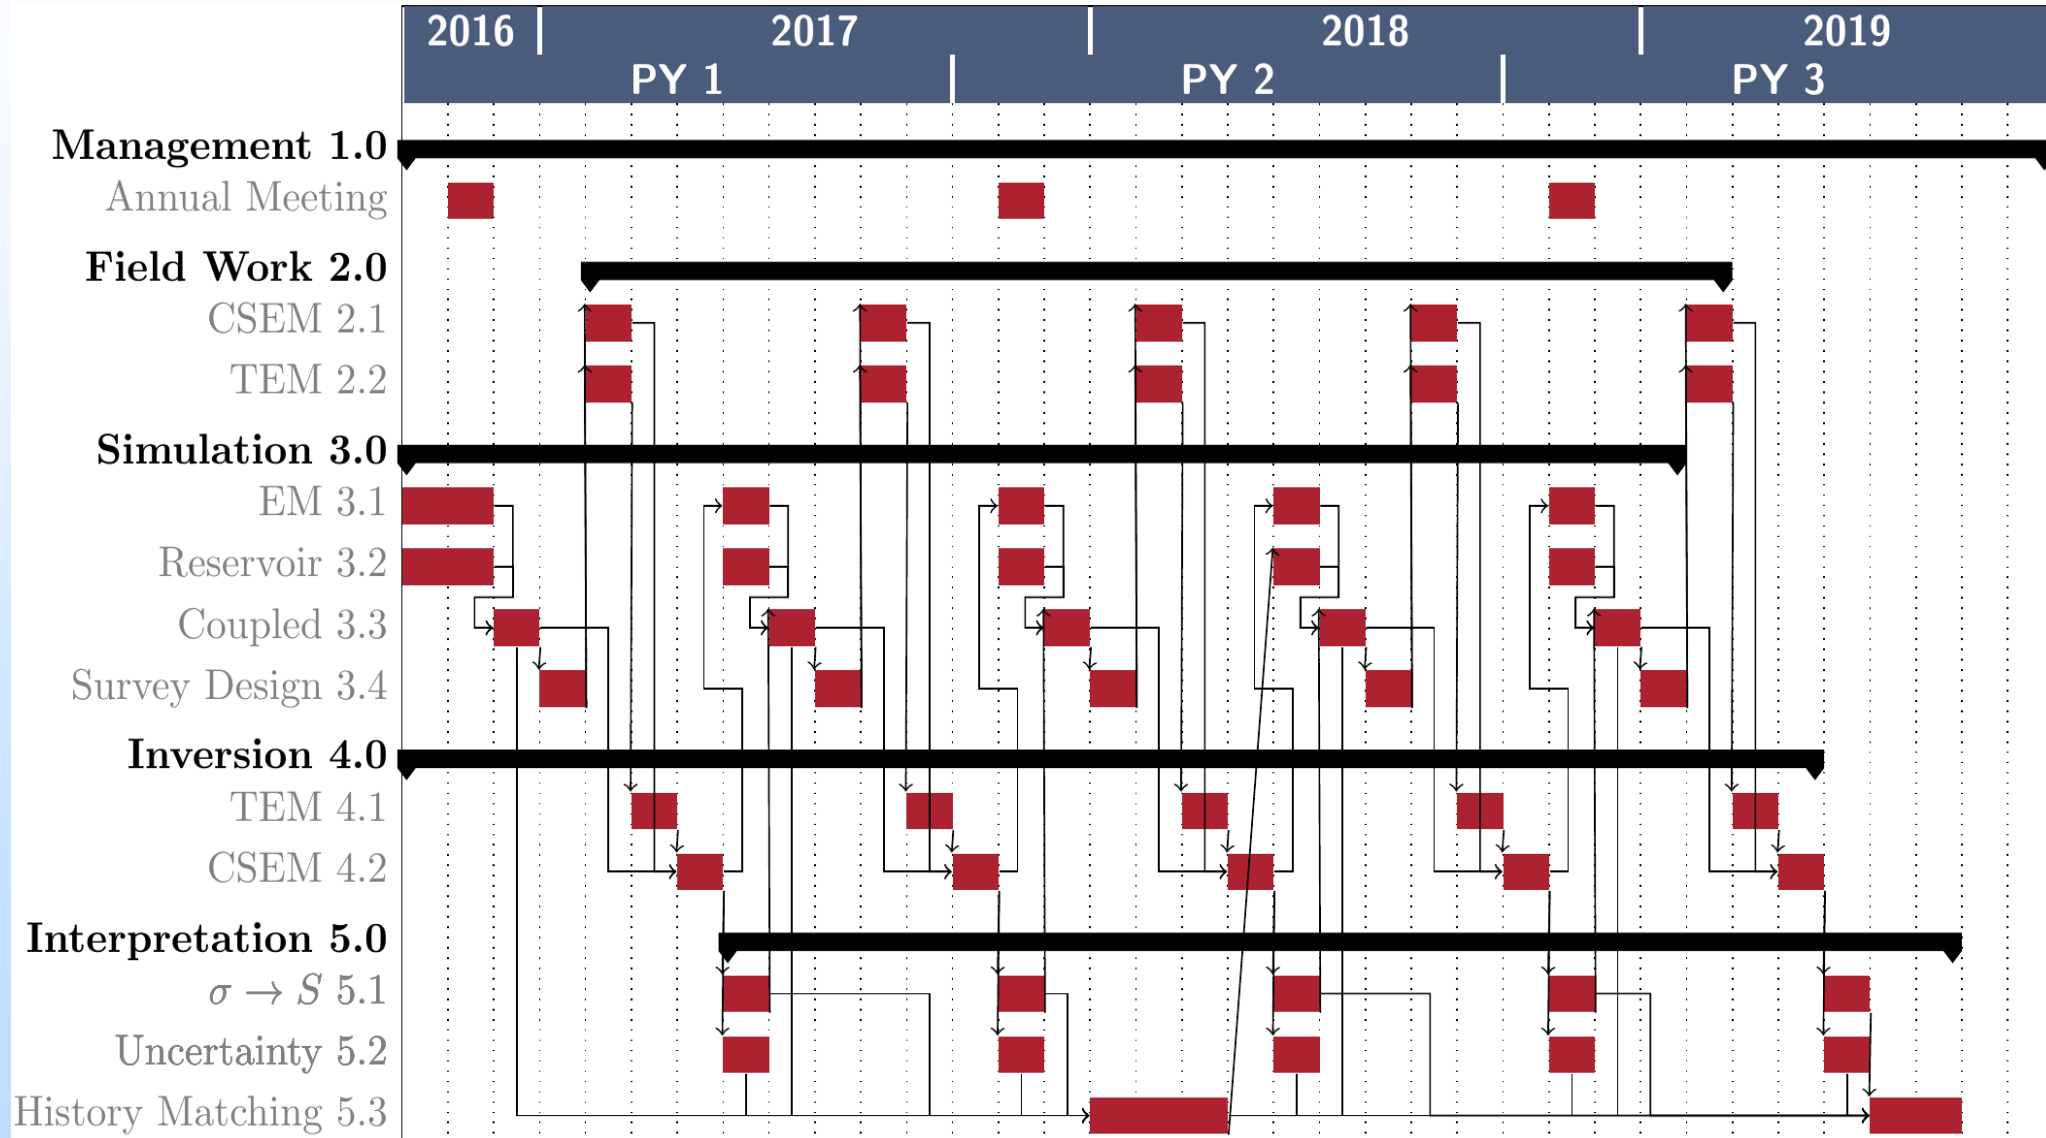 2016 2017 2018 2019
PY 1 PY 2 PY 3
Management 1.0
Annual Meeting
Field Work 2.0
CSEM 2.1
TEM 2.2
Simulation 3.0
EM 3.1
Reservoir 3.2
Coupled 3.3
Survey Design 3.4
Inversion 4.0
TEM 4.1
CSEM 4.2
Interpretation 5.0
σ → S 5.1
Uncertainty 5.2
History Matching 5.3